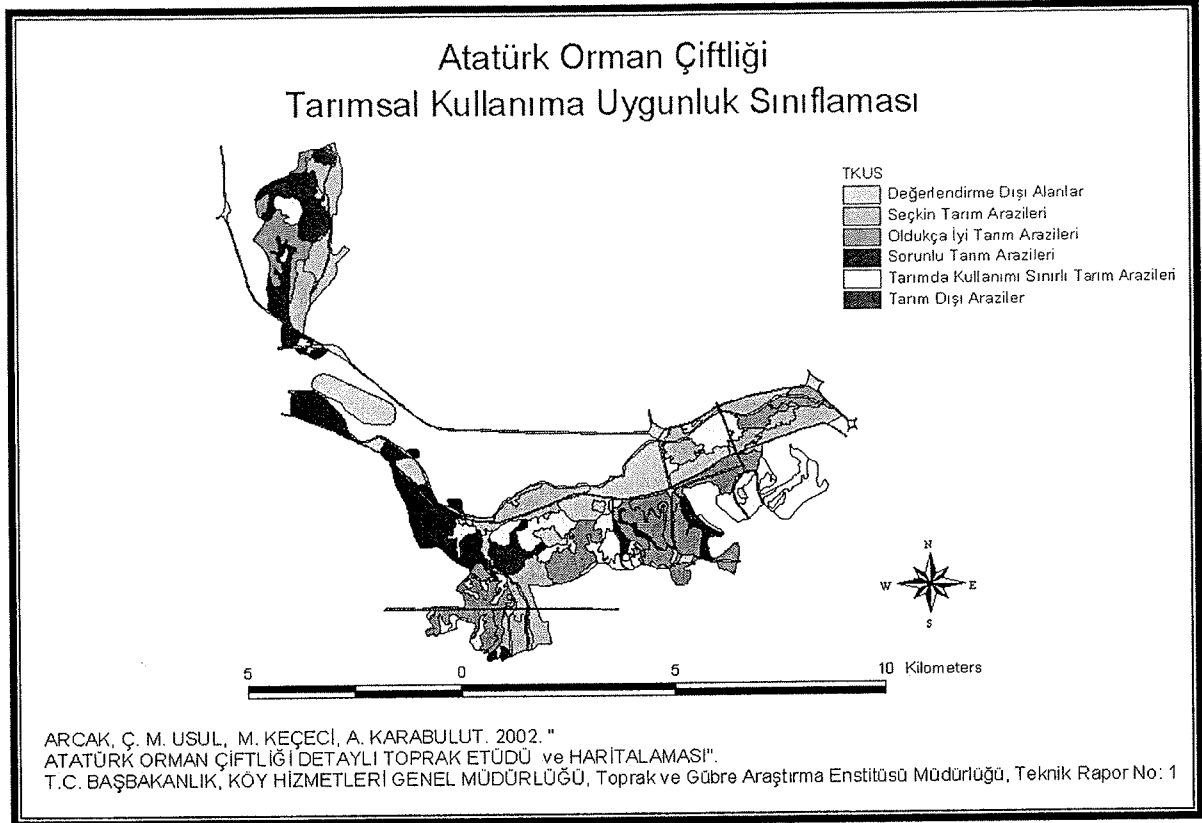 Atatürk Orman Çiftliği
Tarımsal Kullanıma Uygunluk Sınıflaması
TKUS
Değerlendirme Dışı Alanlar
Seçkin Tarım Arazileri
Oldukça İyi Tarım Arazileri
Sorunlu Tarım Arazileri
Tarımda Kullanımı Sınırlı Tarım Arazileri
Tarım Dışı Araziler
N
W E
S
5 0 5 10 Kilometers
ARCAK, Ç. M. USUL, M. KEÇECİ, A. KARABULUT. 2002. "
ATATÜRK ORMAN ÇİFTLİĞİ DETAYLI TOPRAK ETÜDÜ ve HARİTALAMASI".
T.C. BAŞBAKANLIK, KÖY HİZMETLERİ GENEL MÜDÜRLÜĞÜ, Toprak ve Gübre Araştırma Enstitüsü Müdürlüğü, Teknik Rapor No: 1